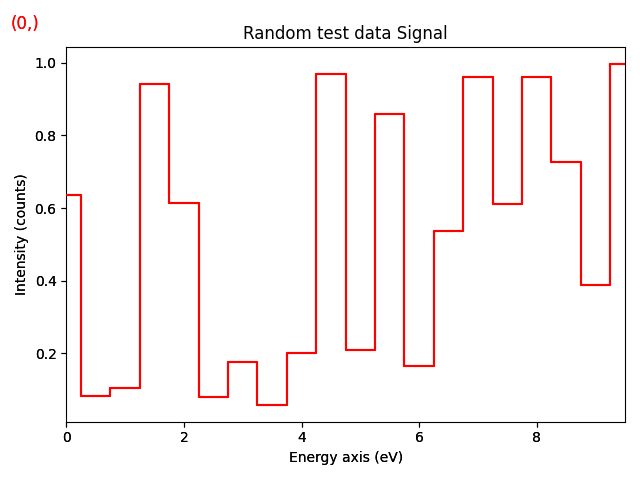 (0,)
Random test data Signal
Intensity (counts)
1.0
0.8
0.6
0.4
0.2
0 2 4 6 8
Energy axis (eV)